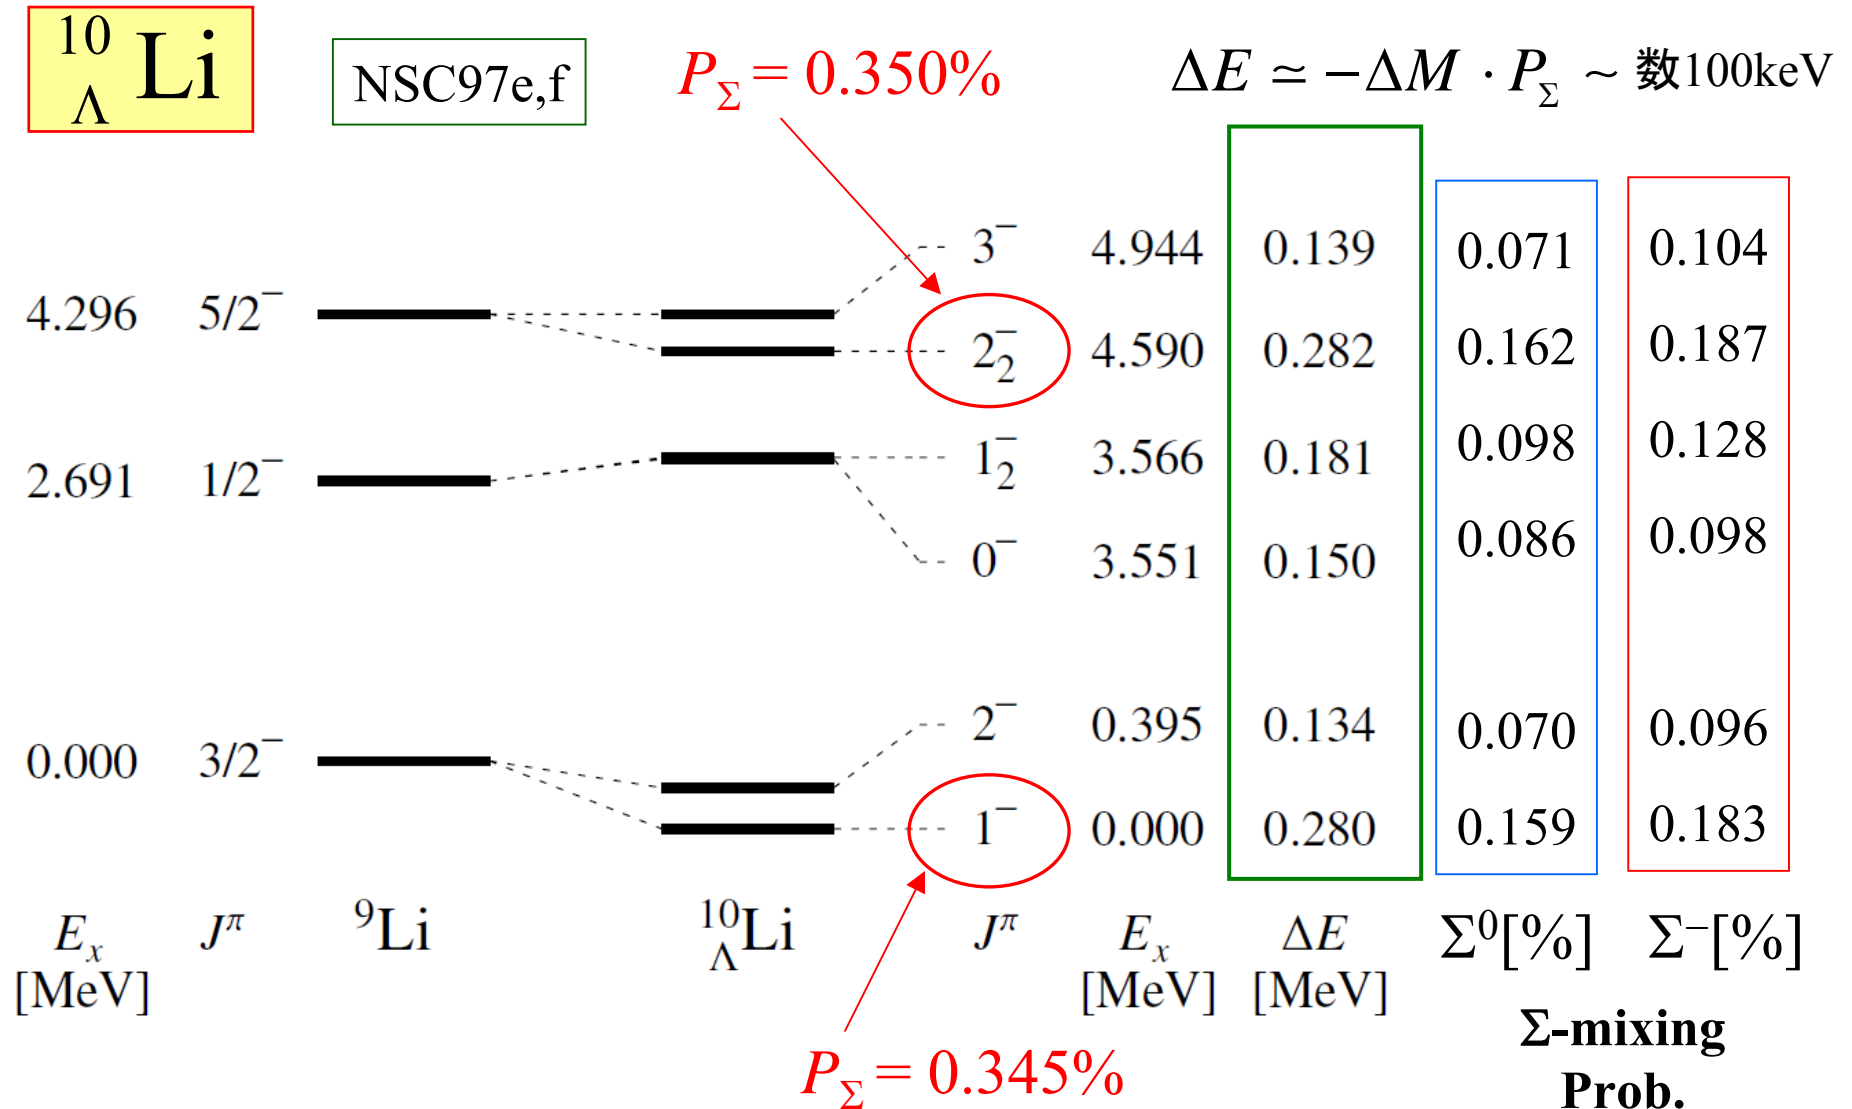 ¹⁰ΛLi
NSC97e,f
P_Σ = 0.350%
ΔE ≃ −ΔM · P_Σ ~ 数100keV
3⁻ 4.944 0.139 0.071 0.104
4.296 5/2⁻
2₂⁻ 4.590 0.282 0.162 0.187
1₂⁻ 3.566 0.181 0.098 0.128
2.691 1/2⁻
0⁻ 3.551 0.150 0.086 0.098
2⁻ 0.395 0.134 0.070 0.096
0.000 3/2⁻
1⁻ 0.000 0.280 0.159 0.183
E_x J^π ⁹Li ¹⁰ΛLi J^π E_x ΔE Σ⁰[%] Σ⁻[%]
[MeV] [MeV] [MeV]
Σ-mixing
Prob.
P_Σ = 0.345%